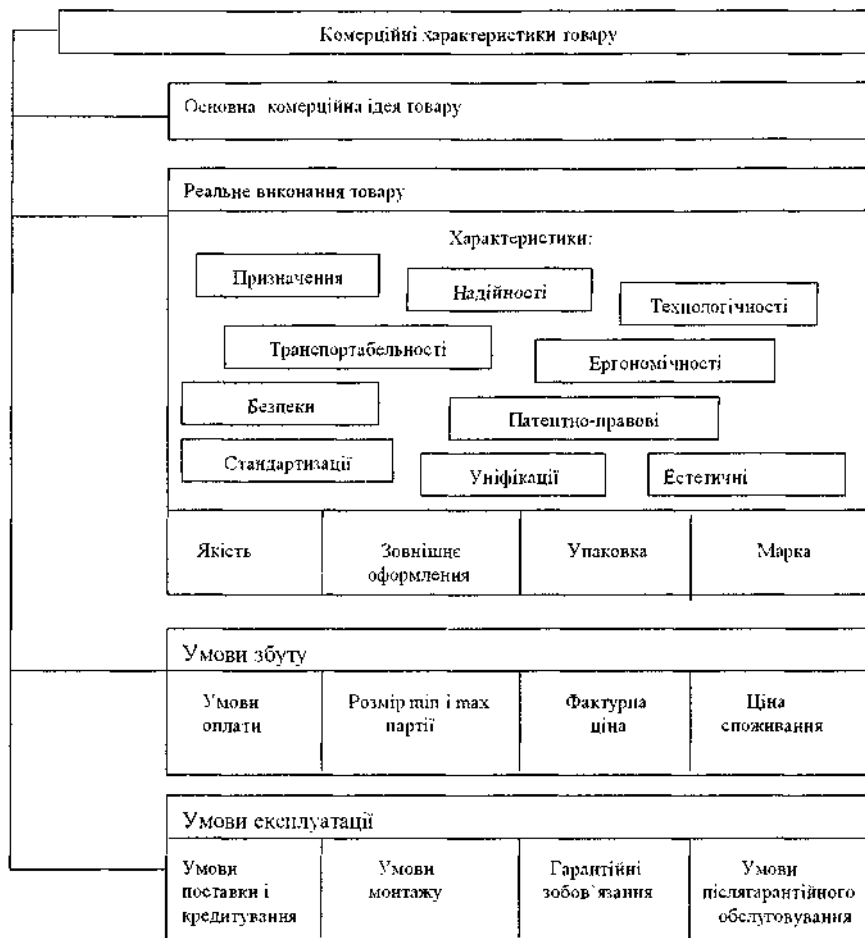 Комерційні характеристики товару
Основна комерційна ідея товару
Реальне виконання товару
Характеристики:
Призначення
Надійності
Технологічності
Транспортабельності
Ергономічності
Безпеки
Патентно-правові
Стандартизації
Уніфікації
Естетичні
Якість
Зовнішнє
оформлення
Упаковка
Марка
Умови збуту
Умови
оплати
Розмір min і max
партії
Фактурна
ціна
Ціна
споживання
Умови експлуатації
Умови
поставки і
кредитування
Умови
монтажу
Гарантійні
зобов`язання
Умови
післягарантійного
обслуговування